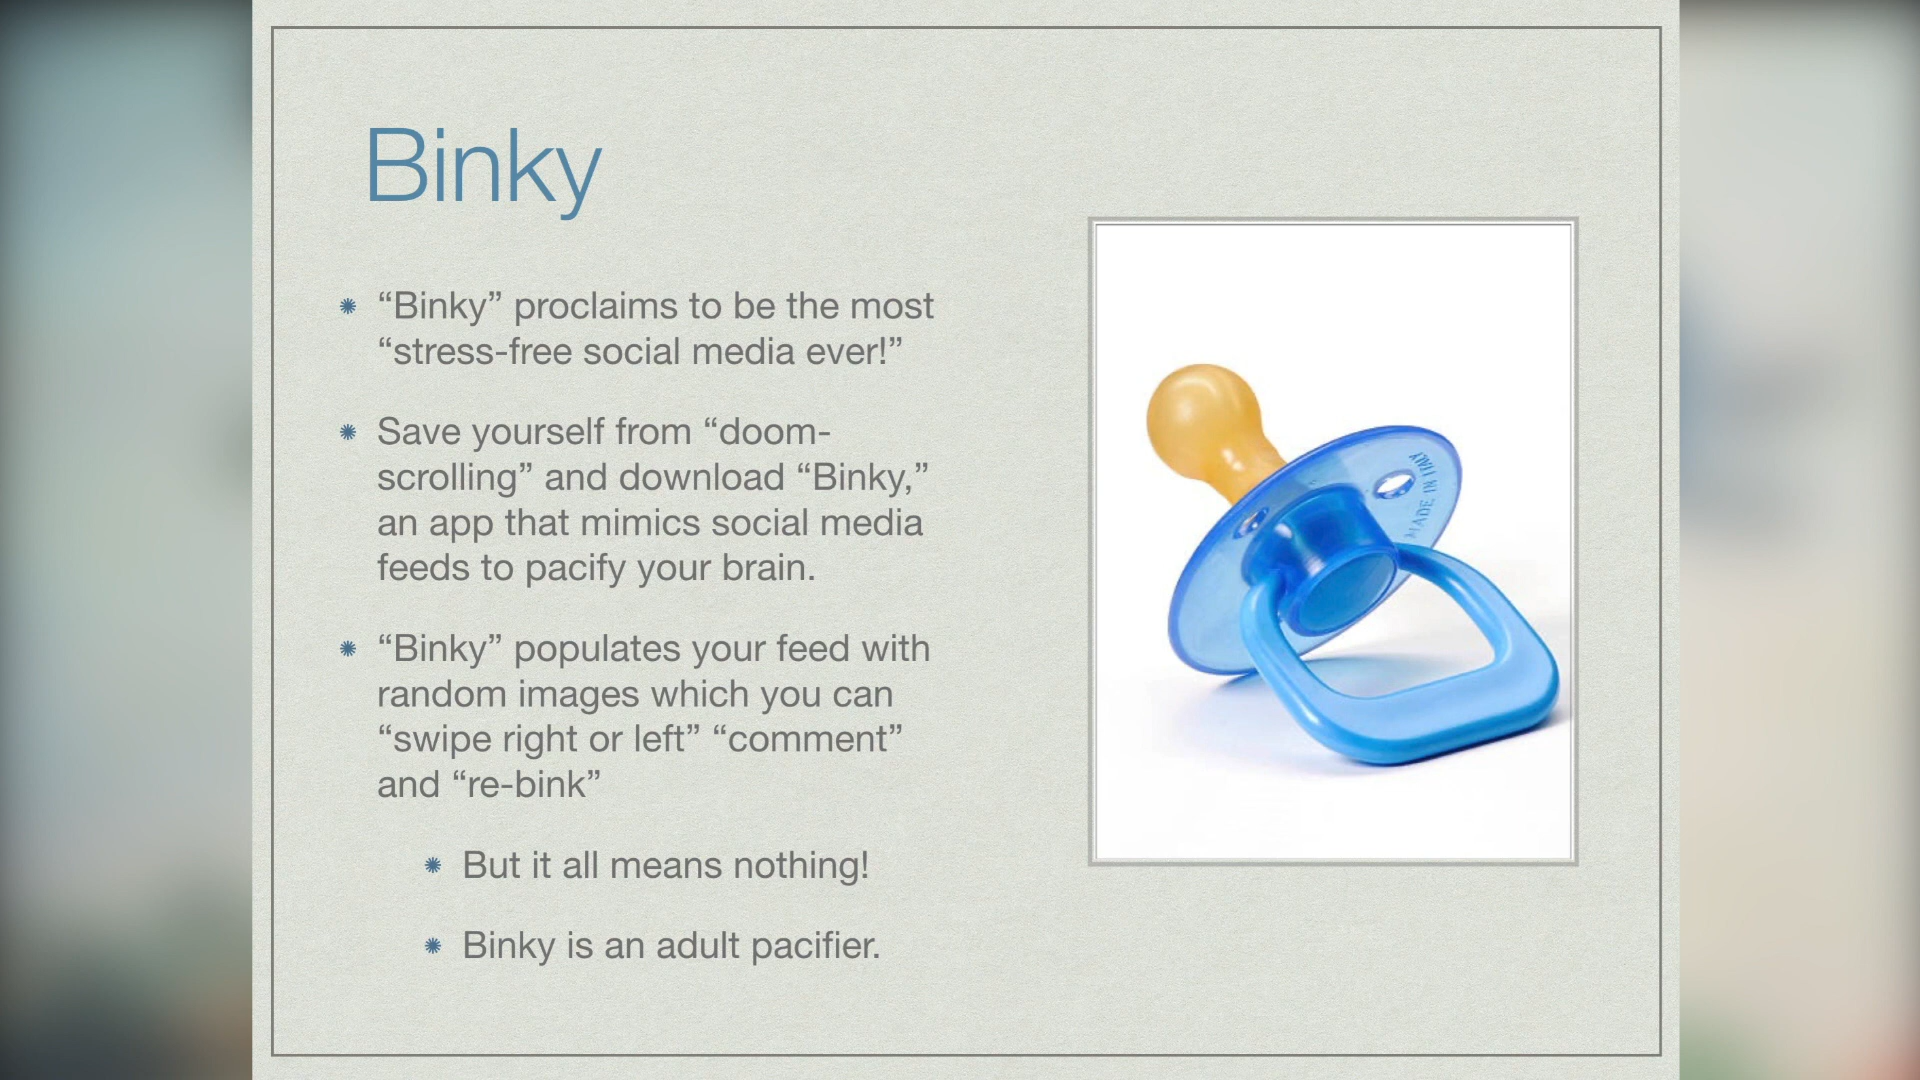 Binky
“Binky” proclaims to be the most
“stress-free social media ever!”
Save yourself from “doom-
scrolling” and download “Binky,”
an app that mimics social media
feeds to pacify your brain.
“Binky” populates your feed with
random images which you can
“swipe right or left” “comment”
and “re-bink”
But it all means nothing!
Binky is an adult pacifier.
MADE IN ITALY